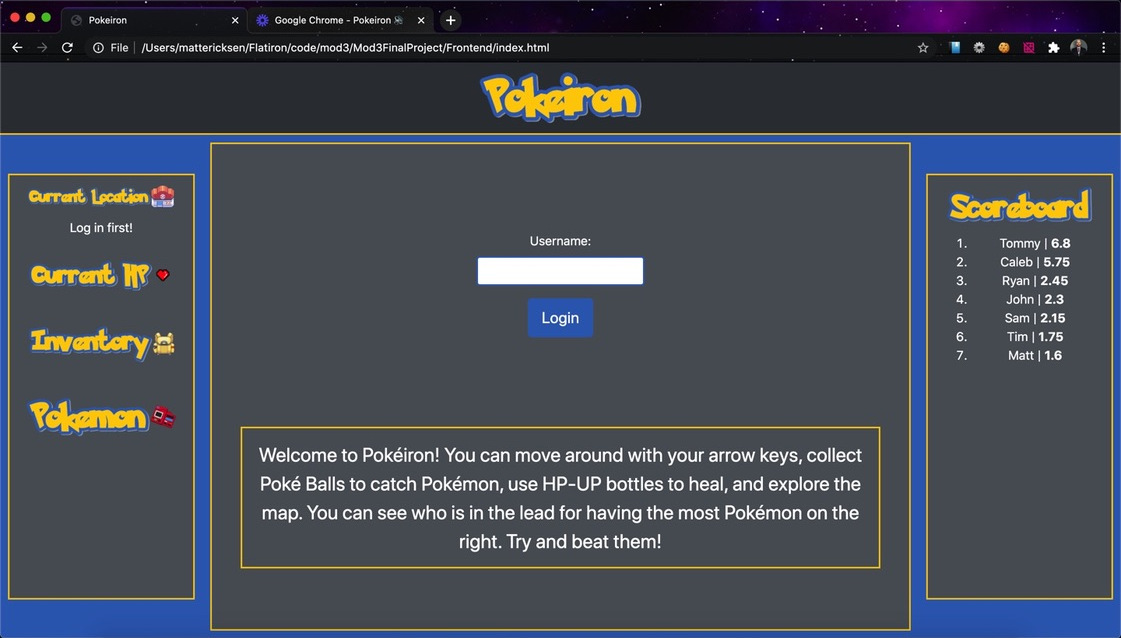 Pokeiron
Google Chrome - Pokeiron
File
/Users/mattericksen/Flatiron/code/mod3/Mod3FinalProject/Frontend/index.html
Pokeiron
Current Location
Log in first!
Current HP
Inventory
Pokemon
Username:
Login
Welcome to Pokéiron! You can move around with your arrow keys, collect
Poké Balls to catch Pokémon, use HP-UP bottles to heal, and explore the
map. You can see who is in the lead for having the most Pokémon on the
right. Try and beat them!
Scoreboard
1. Tommy | 6.8
2. Caleb | 5.75
3. Ryan | 2.45
4. John | 2.3
5. Sam | 2.15
6. Tim | 1.75
7. Matt | 1.6